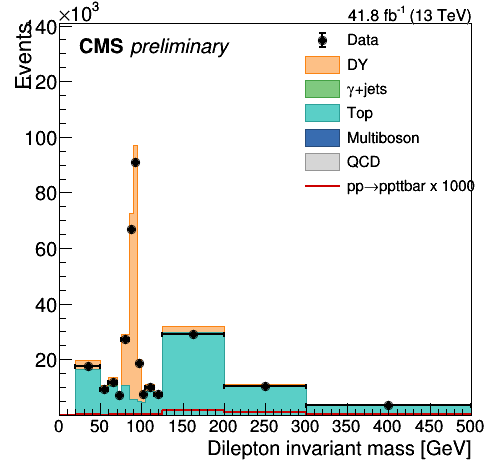 ×10³
41.8 fb⁻¹ (13 TeV)
Events
CMS preliminary
Data
DY
γ+jets
Top
Multiboson
QCD
pp→ppttbar x 1000
140
120
100
80
60
40
20
0 50 100 150 200 250 300 350 400 450 500
Dilepton invariant mass [GeV]